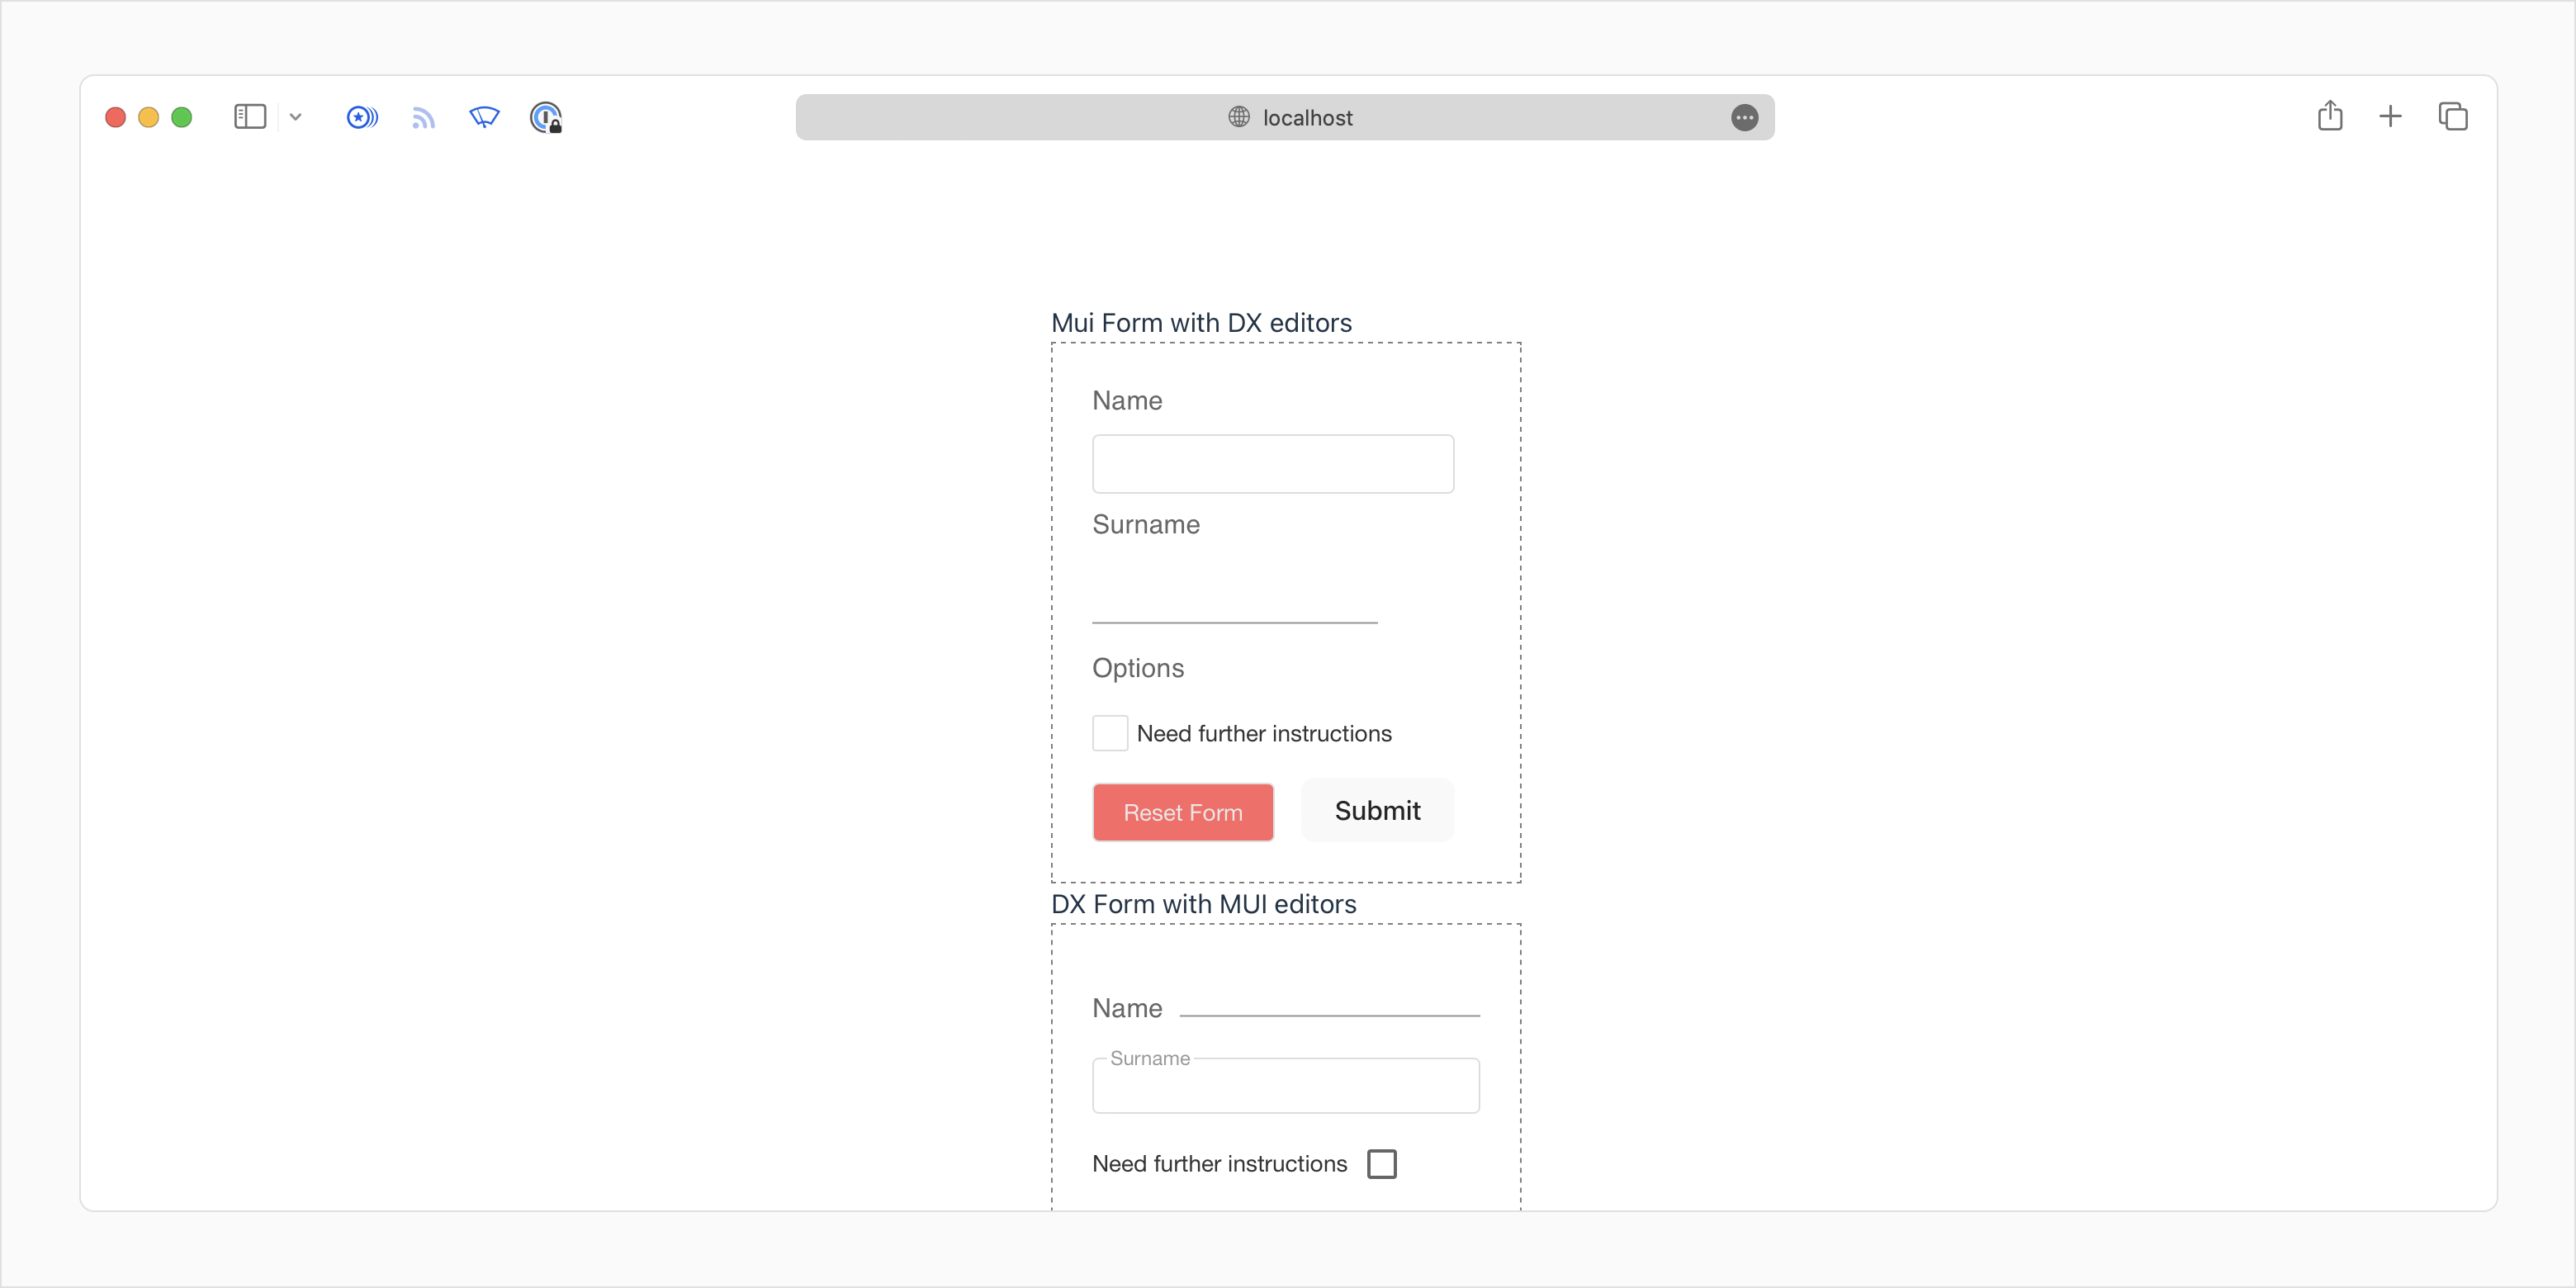 localhost
Mui Form with DX editors
Name
Surname
Options
Need further instructions
Reset Form
Submit
DX Form with MUI editors
Name
Surname
Need further instructions